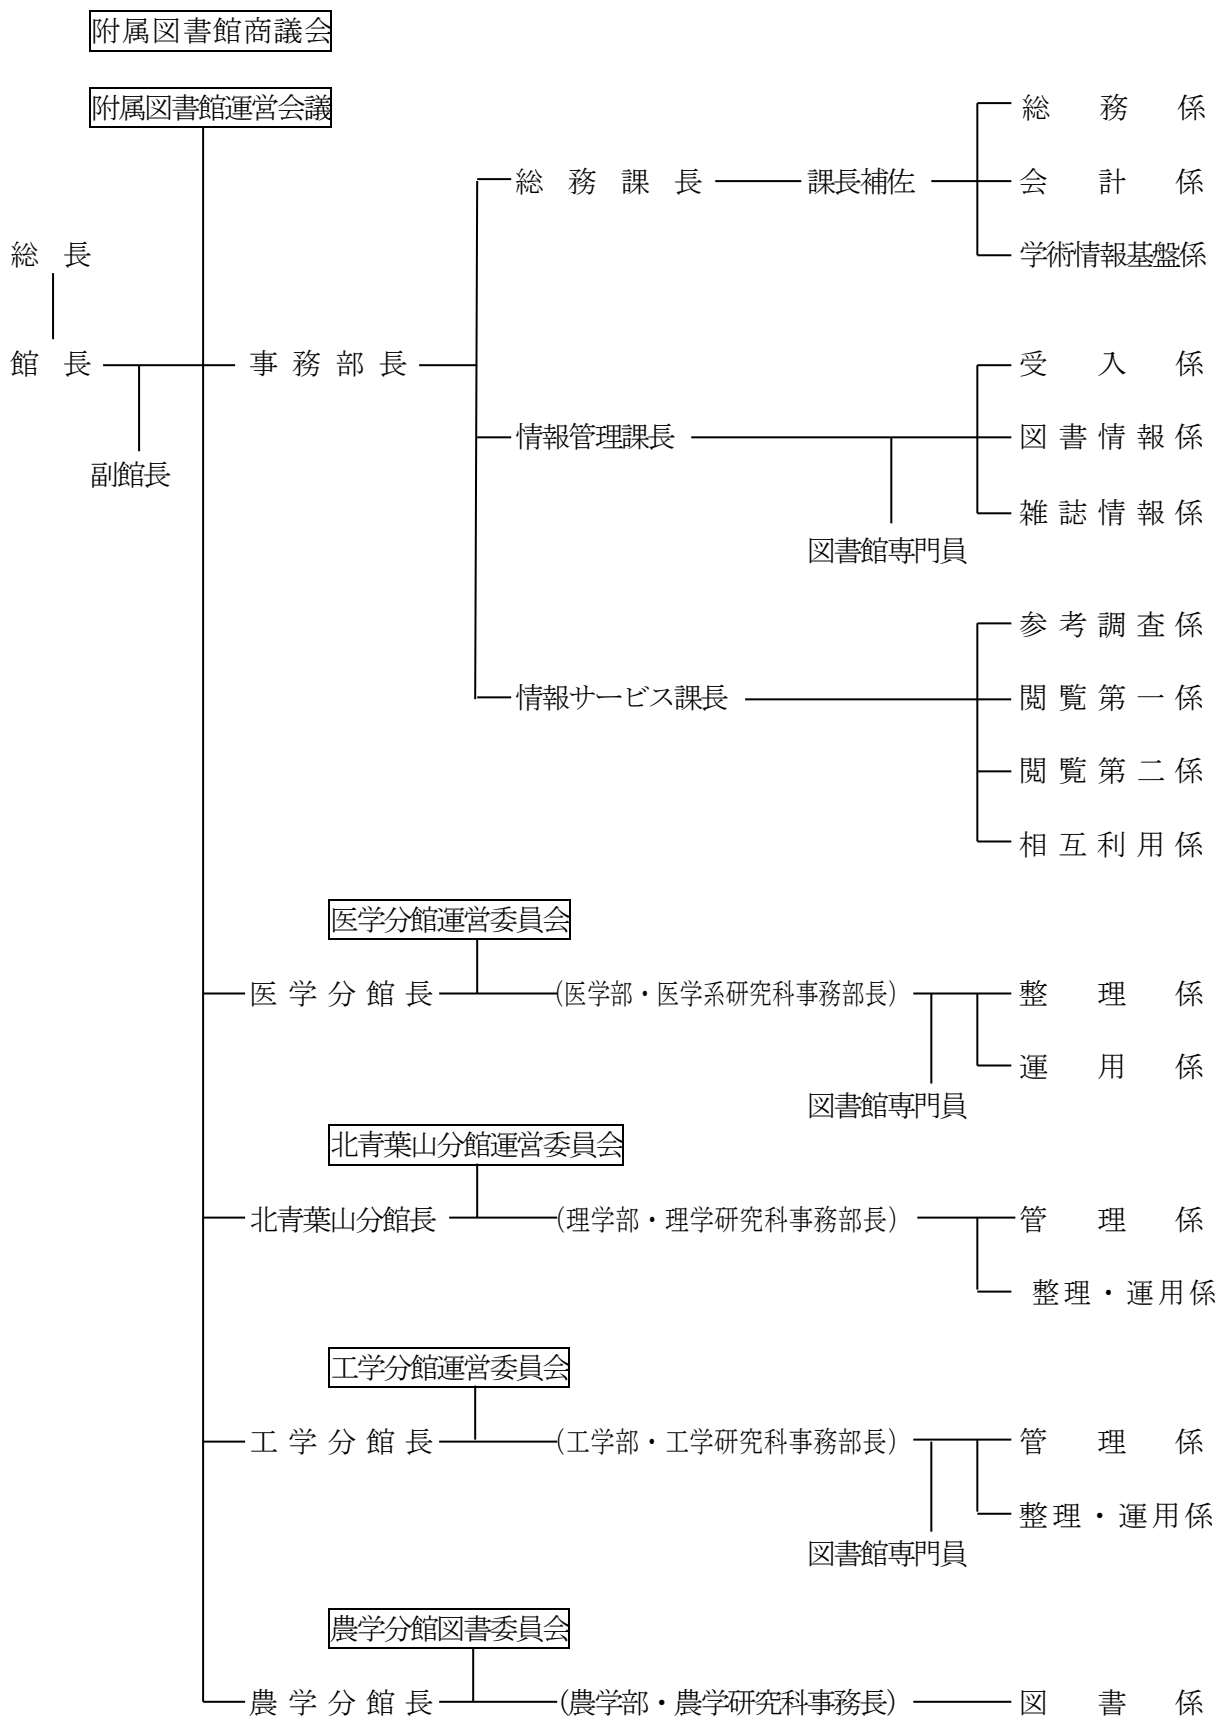 附属図書館商議会
附属図書館運営会議
総務係
総務課長 課長補佐 会計係
総長 学術情報基盤係
館長 事務部長 受入係
情報管理課長 図書情報係
副館長
雑誌情報係
図書館専門員
参考調査係
情報サービス課長 閲覧第一係
閲覧第二係
相互利用係
医学分館運営委員会
医学分館長 (医学部・医学系研究科事務部長) 整理係
運用係
図書館専門員
北青葉山分館運営委員会
北青葉山分館長 (理学部・理学研究科事務部長) 管理係
整理・運用係
工学分館運営委員会
工学分館長 (工学部・工学研究科事務部長) 管理係
整理・運用係
図書館専門員
農学分館図書委員会
農学分館長 (農学部・農学研究科事務長) 図書係